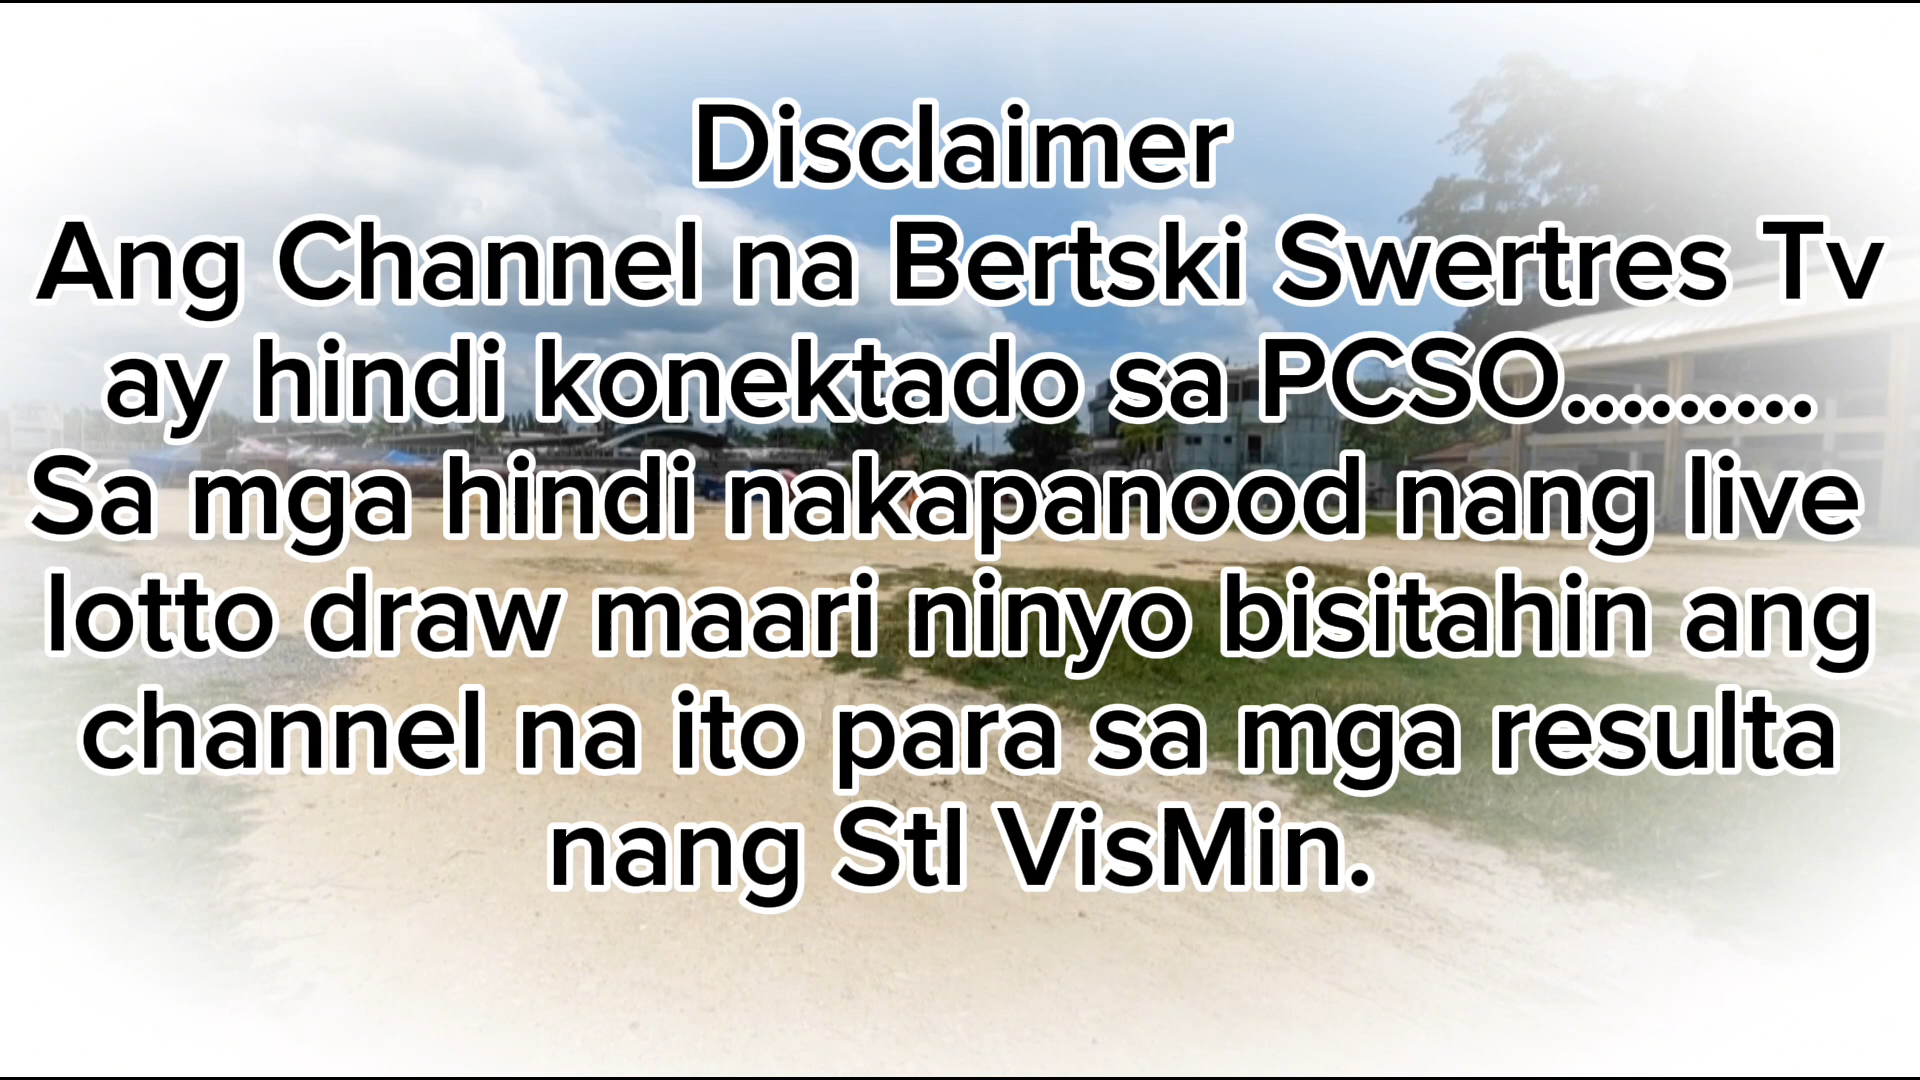 Disclaimer
Ang Channel na Bertski Swertres Tv
ay hindi konektado sa PCSO.........
Sa mga hindi nakapanood nang live
lotto draw maari ninyo bisitahin ang
channel na ito para sa mga resulta
nang Stl VisMin.